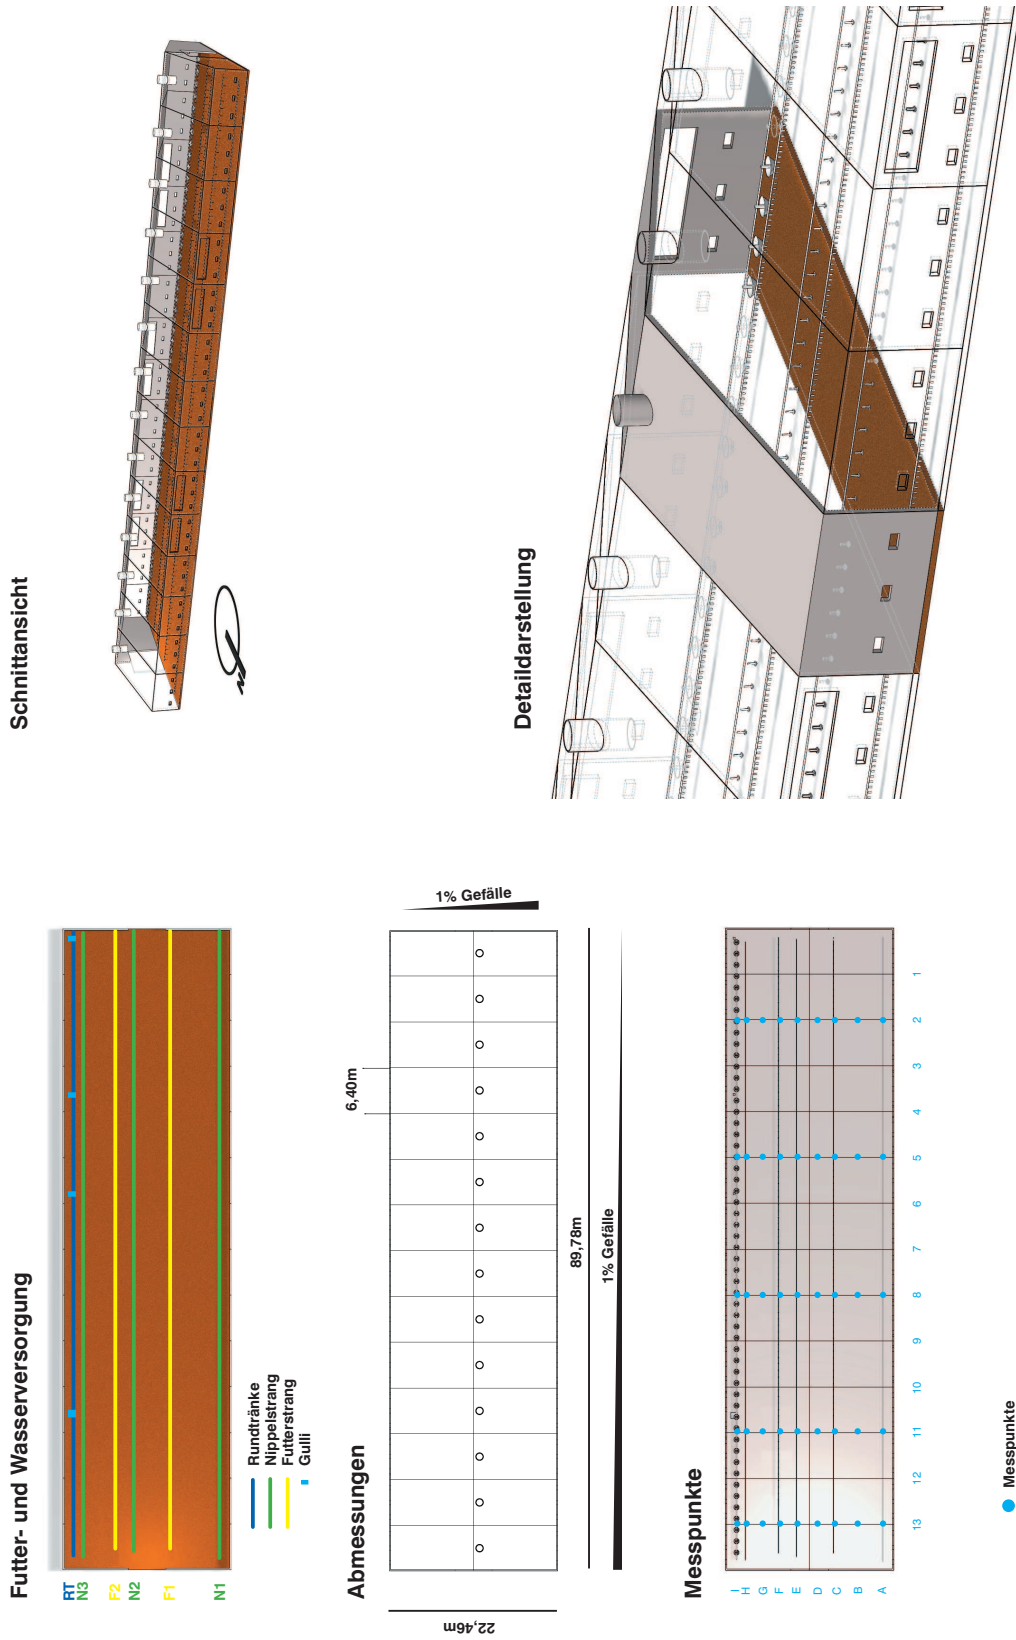 Futter- und Wasserversorgung
RT
N3
F2
N2
F1
N1
Rundtränke
Nippelstrang
Futterstrang
Gulli
Abmessungen
6,40m
1% Gefälle
22,46m
89,78m
1% Gefälle
Messpunkte
I
H
G
F
E
D
C
B
A
13 12 11 10 9 8 7 6 5 4 3 2 1
Messpunkte
Schnittansicht
N
Detaildarstellung